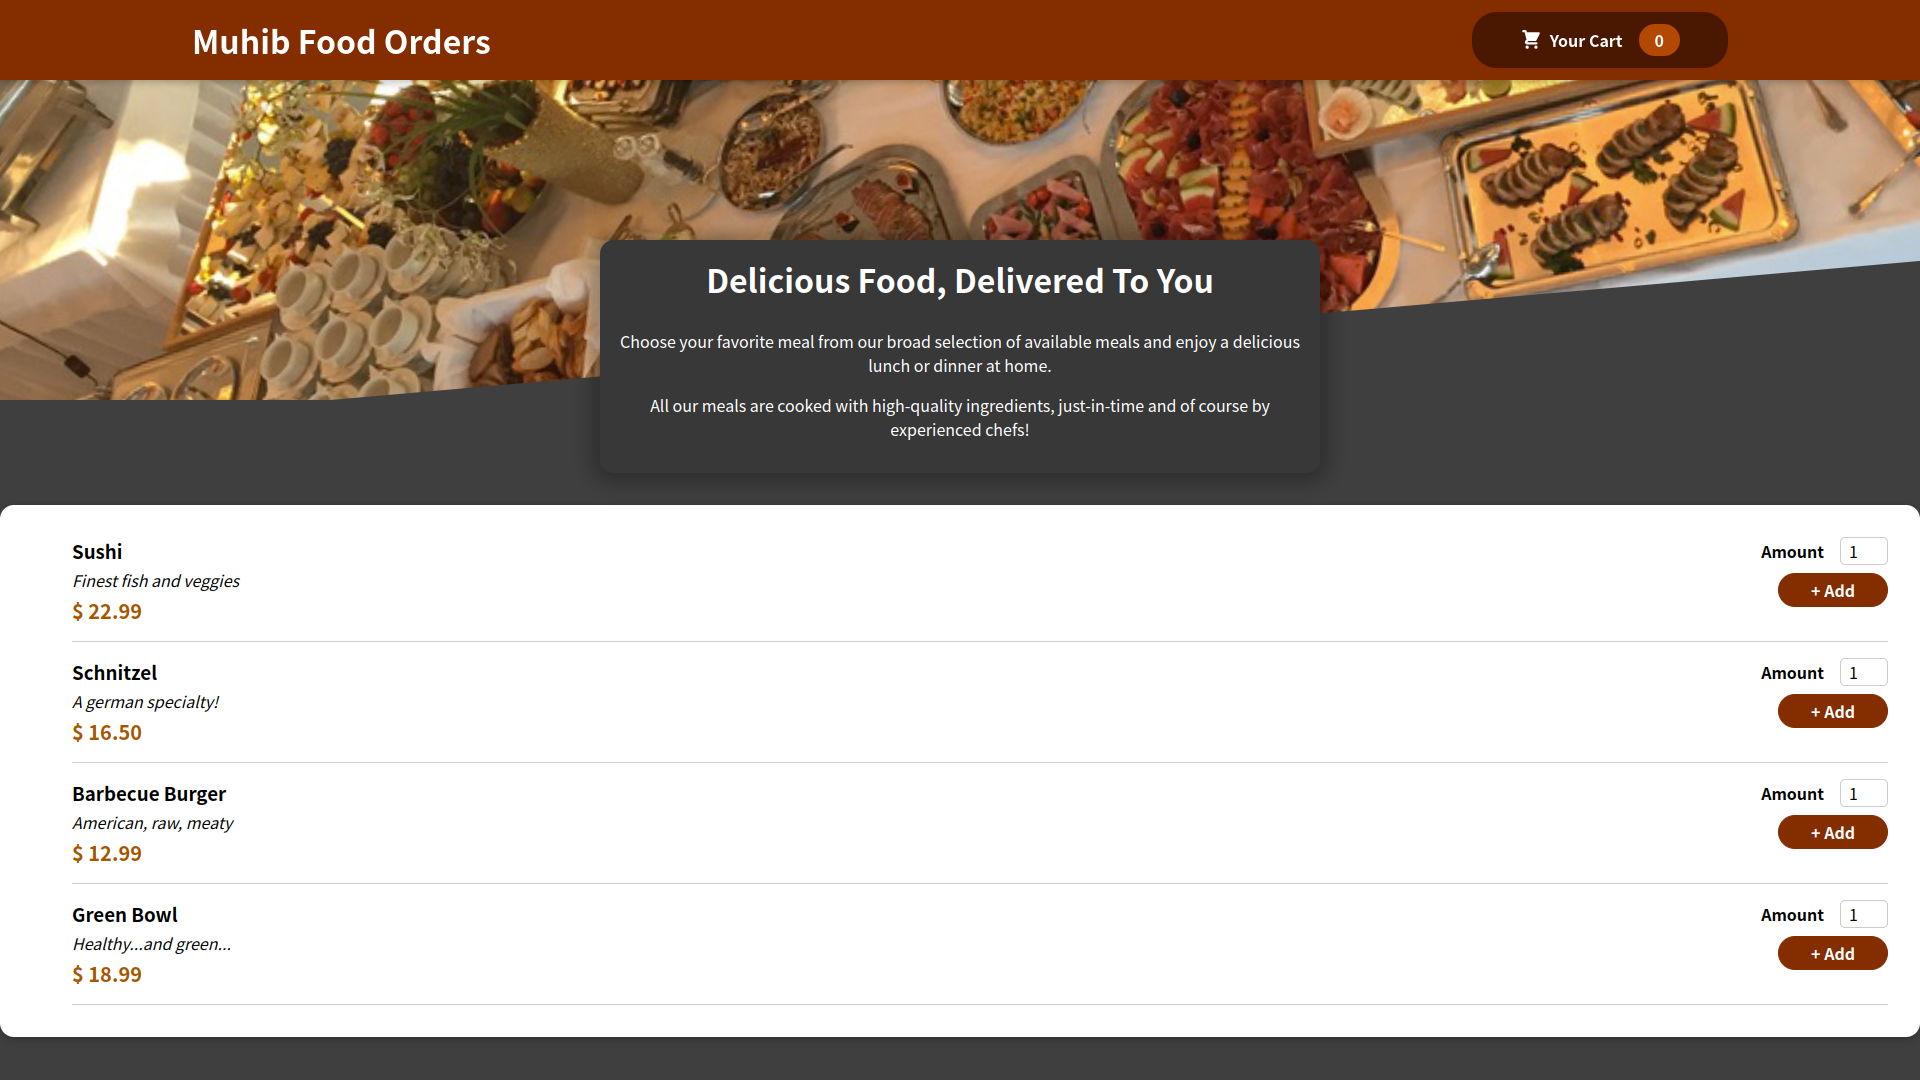 Muhib Food Orders
Your Cart 0
Delicious Food, Delivered To You
Choose your favorite meal from our broad selection of available meals and enjoy a delicious
lunch or dinner at home.
All our meals are cooked with high-quality ingredients, just-in-time and of course by
experienced chefs!
Sushi
Finest fish and veggies
$ 22.99
Amount 1
+ Add
Schnitzel
A german specialty!
$ 16.50
Amount 1
+ Add
Barbecue Burger
American, raw, meaty
$ 12.99
Amount 1
+ Add
Green Bowl
Healthy...and green...
$ 18.99
Amount 1
+ Add